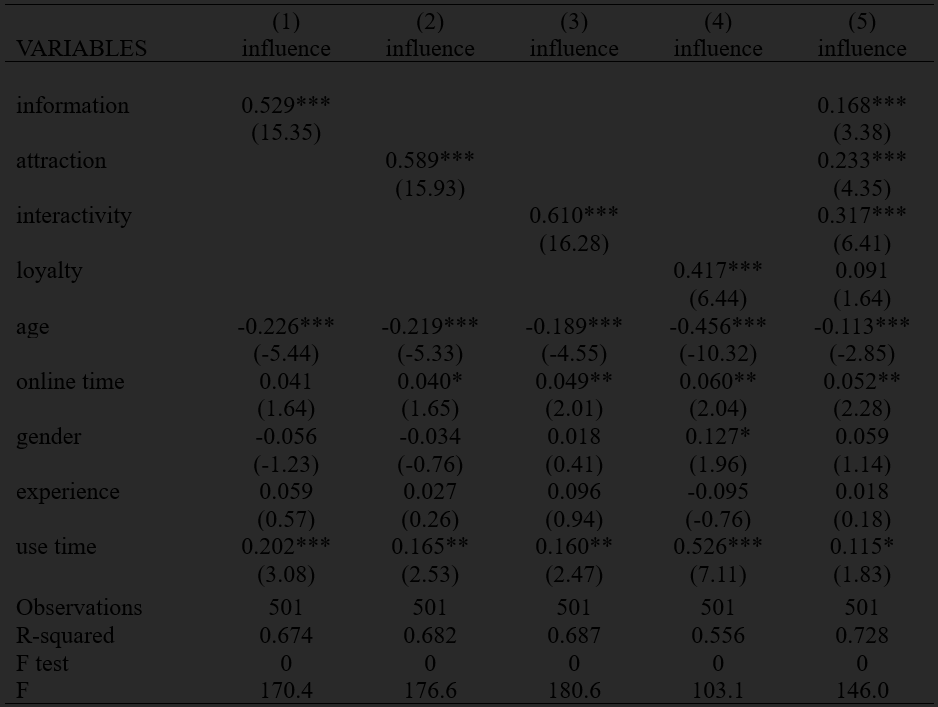 (1) (2) (3) (4) (5)
VARIABLES influence influence influence influence influence
information 0.529*** 0.168***
(15.35) (3.38)
attraction 0.589*** 0.233***
(15.93) (4.35)
interactivity 0.610*** 0.317***
(16.28) (6.41)
loyalty 0.417*** 0.091
(6.44) (1.64)
age -0.226*** -0.219*** -0.189*** -0.456*** -0.113***
(-5.44) (-5.33) (-4.55) (-10.32) (-2.85)
online time 0.041 0.040* 0.049** 0.060** 0.052**
(1.64) (1.65) (2.01) (2.04) (2.28)
gender -0.056 -0.034 0.018 0.127* 0.059
(-1.23) (-0.76) (0.41) (1.96) (1.14)
experience 0.059 0.027 0.096 -0.095 0.018
(0.57) (0.26) (0.94) (-0.76) (0.18)
use time 0.202*** 0.165** 0.160** 0.526*** 0.115*
(3.08) (2.53) (2.47) (7.11) (1.83)
Observations 501 501 501 501 501
R-squared 0.674 0.682 0.687 0.556 0.728
F test 0 0 0 0 0
F 170.4 176.6 180.6 103.1 146.0